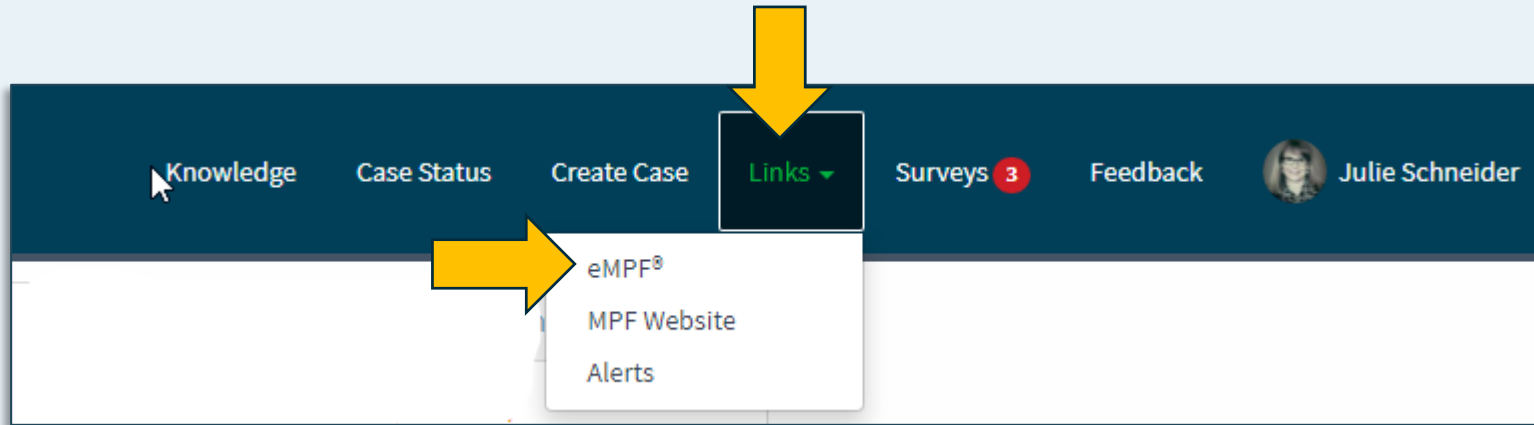 Knowledge Case Status Create Case Links Surveys 3 Feedback Julie Schneider
eMPF®
MPF Website
Alerts